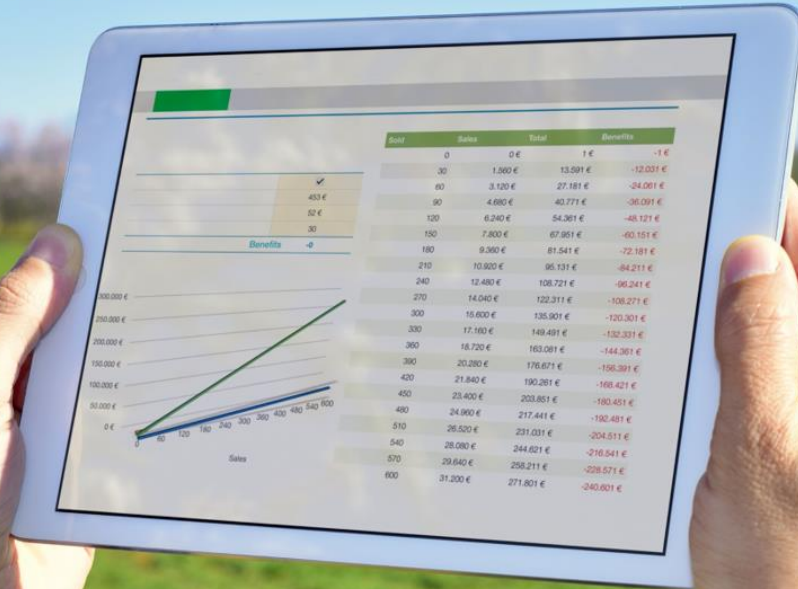 ✓
453 €
52 €
30
Benefits -0
300.000 €
250.000 €
200.000 €
150.000 €
100.000 €
50.000 €
0 €
0 60 120 180 240 300 360 400 480 540 600
Sales
Sold Sales Total Benefits
0 0 € 1 € -1 €
30 1.560 € 13.591 € -12.031 €
60 3.120 € 27.181 € -24.061 €
90 4.680 € 40.771 € -36.091 €
120 6.240 € 54.361 € -48.121 €
150 7.800 € 67.951 € -60.151 €
180 9.360 € 81.541 € -72.181 €
210 10.920 € 95.131 € -84.211 €
240 12.480 € 108.721 € -96.241 €
270 14.040 € 122.311 € -108.271 €
300 15.600 € 135.901 € -120.301 €
330 17.160 € 149.491 € -132.331 €
360 18.720 € 163.081 € -144.361 €
390 20.280 € 176.671 € -156.391 €
420 21.840 € 190.261 € -168.421 €
450 23.400 € 203.851 € -180.451 €
480 24.960 € 217.441 € -192.481 €
510 26.520 € 231.031 € -204.511 €
540 28.080 € 244.621 € -216.541 €
570 29.640 € 258.211 € -228.571 €
600 31.200 € 271.801 € -240.601 €